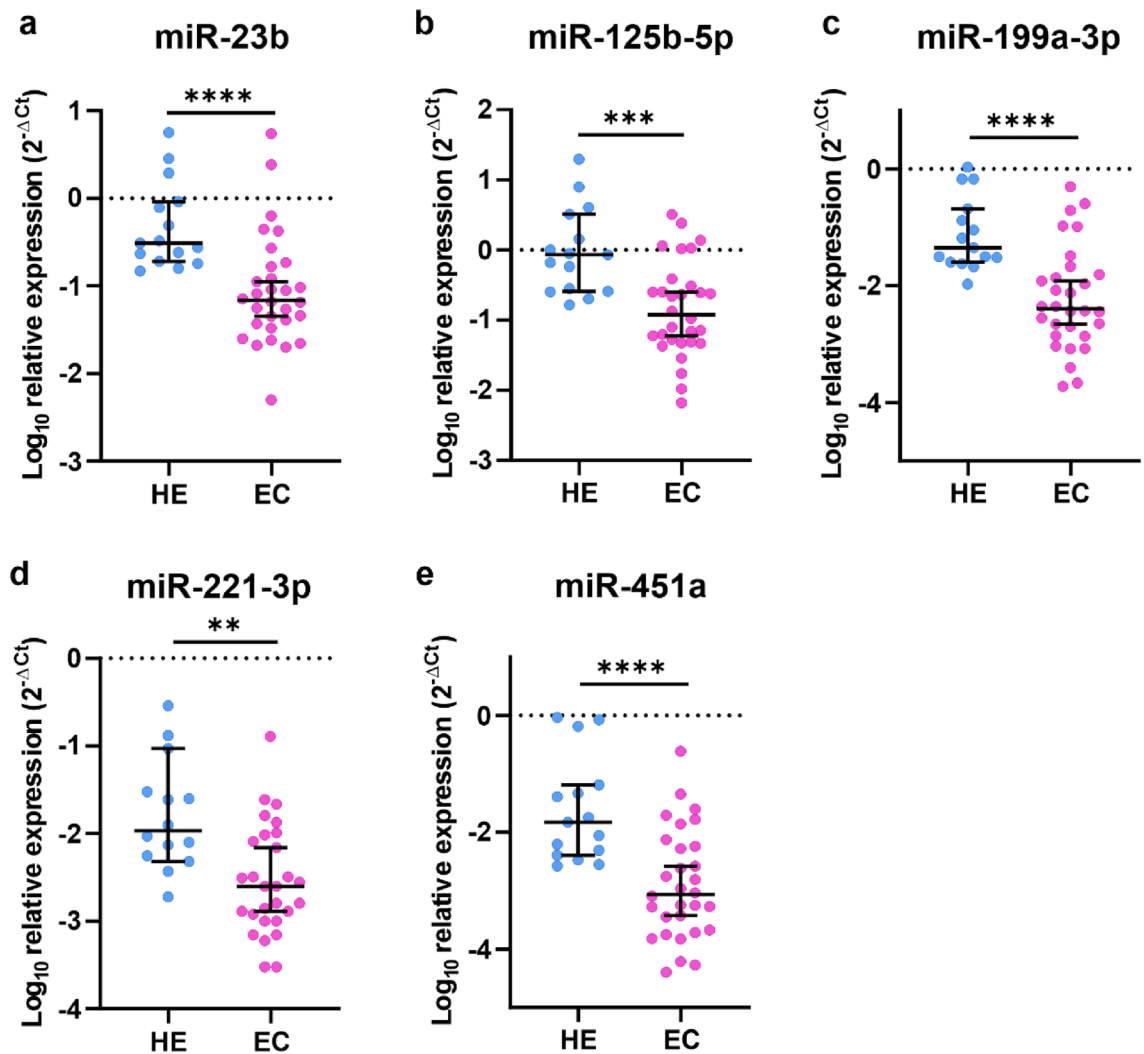 a
miR-23b
Log10 relative expression (2-ΔCt)
****
1
0
-1
-2
-3
HE
EC
b
miR-125b-5p
Log10 relative expression (2-ΔCt)
***
2
1
0
-1
-2
-3
HE
EC
c
miR-199a-3p
Log10 relative expression (2-ΔCt)
****
0
-2
-4
HE
EC
d
miR-221-3p
Log10 relative expression (2-ΔCt)
**
0
-1
-2
-3
-4
HE
EC
e
miR-451a
Log10 relative expression (2-ΔCt)
****
0
-2
-4
HE
EC